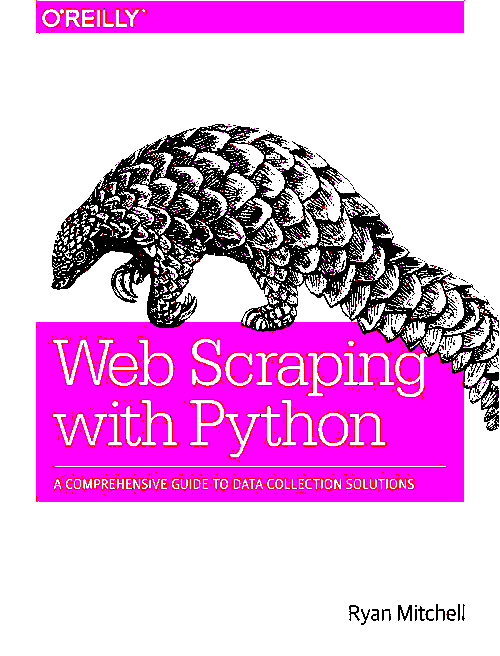 O'REILLY®
Web Scraping
with Python
A COMPREHENSIVE GUIDE TO DATA COLLECTION SOLUTIONS
Ryan Mitchell